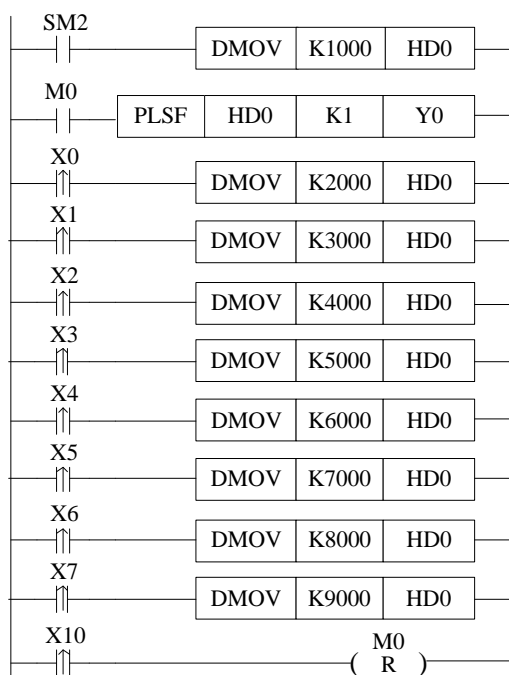 SM2
DMOV K1000 HD0
M0
PLSF HD0 K1 Y0
X0
DMOV K2000 HD0
X1
DMOV K3000 HD0
X2
DMOV K4000 HD0
X3
DMOV K5000 HD0
X4
DMOV K6000 HD0
X5
DMOV K7000 HD0
X6
DMOV K8000 HD0
X7
DMOV K9000 HD0
X10
M0
( R )